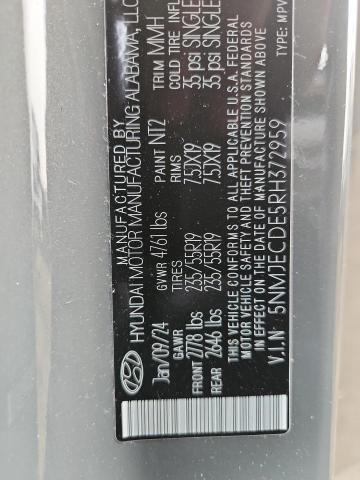 MANUFACTURED BY
HYUNDAI MOTOR MANUFACTURING ALABAMA, LLC
Jan/09/24 GVWR 4761 lbs PAINT NT2 TRIM MMH
GAWR TIRES RIMS COLD TIRE INFL
FRONT 2778 lbs 235/55R19 7.5JX19 35 psi SINGLE
REAR 2646 lbs 235/55R19 7.5JX19 35 psi SINGLE
THIS VEHICLE CONFORMS TO ALL APPLICABLE U.S.A. FEDERAL
MOTOR VEHICLE SAFETY AND THEFT PREVENTION STANDARDS
IN EFFECT ON THE DATE OF MANUFACTURE SHOWN ABOVE
V.I.N: 5NMJECDE5RH372959 TYPE: MPV